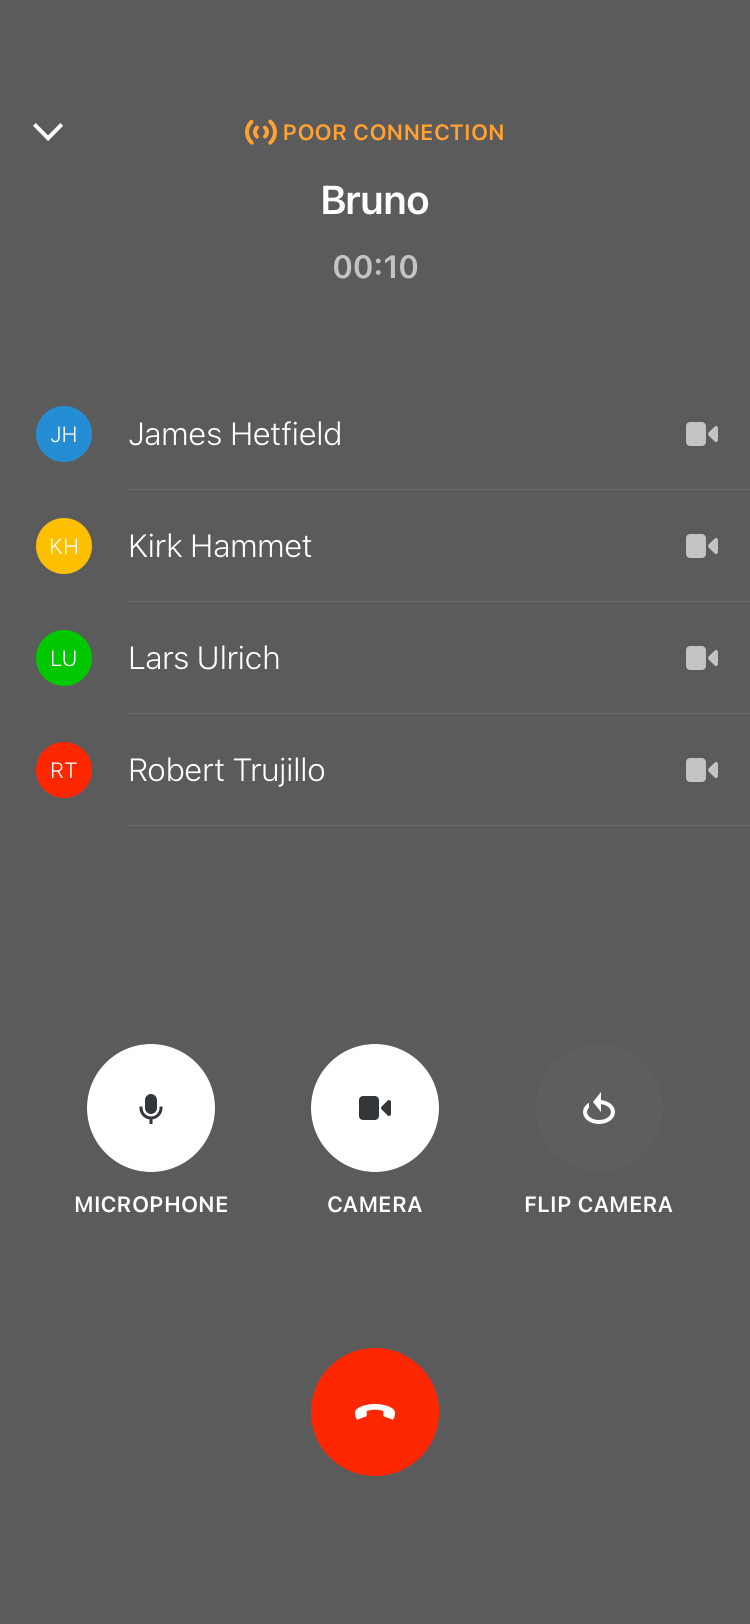 POOR CONNECTION
Bruno
00:10
JH James Hetfield
KH Kirk Hammet
LU Lars Ulrich
RT Robert Trujillo
MICROPHONE CAMERA FLIP CAMERA